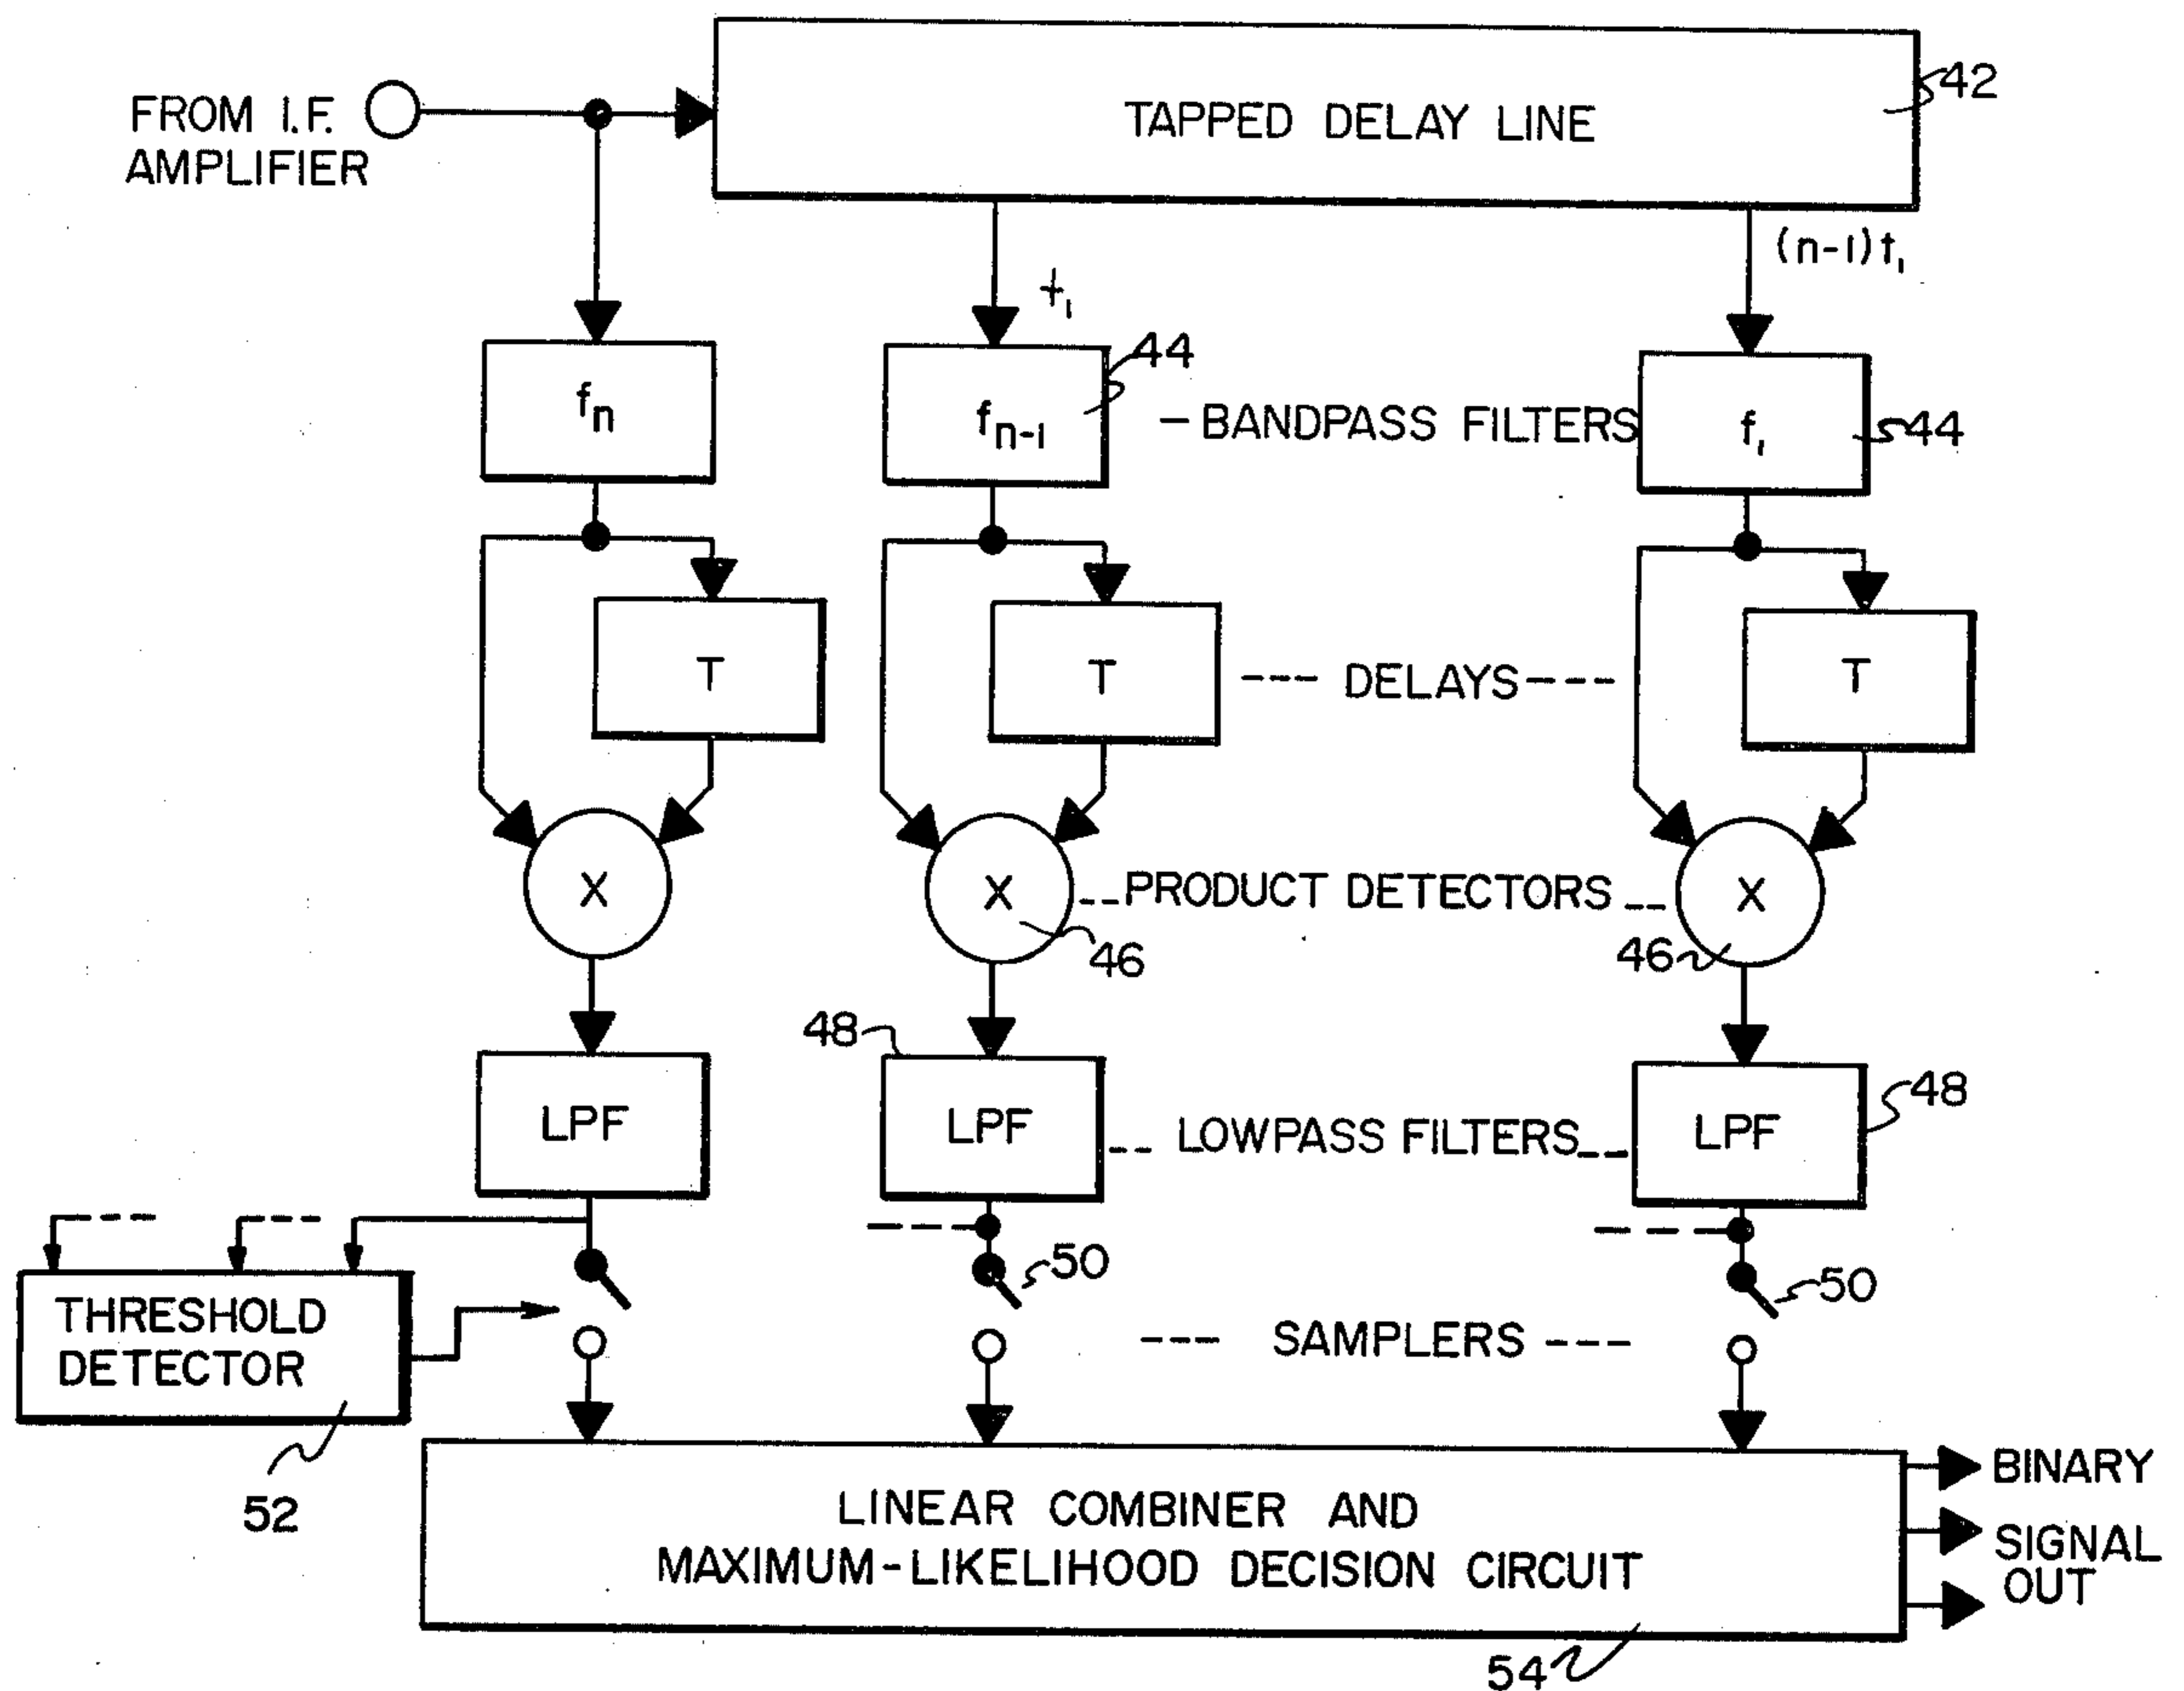 FROM I.F.
AMPLIFIER
TAPPED DELAY LINE
42
t₁
(n-1)t₁
fn
fn-1
44
-BANDPASS FILTERS
f₁
44
T
T
--- DELAYS---
T
X
X
--PRODUCT DETECTORS--
X
46
46
LPF
48
LPF
-- LOWPASS FILTERS--
LPF
48
THRESHOLD
DETECTOR
52
50
50
--- SAMPLERS ---
LINEAR COMBINER AND
MAXIMUM-LIKELIHOOD DECISION CIRCUIT
54
BINARY
SIGNAL
OUT